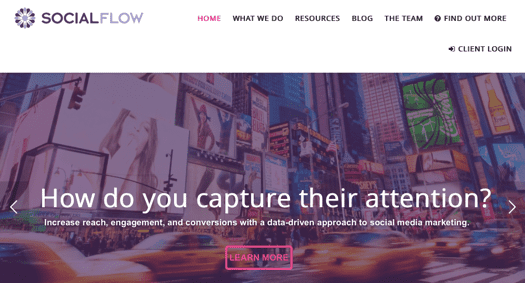 SOCIALFLOW
HOME WHAT WE DO RESOURCES BLOG THE TEAM FIND OUT MORE
CLIENT LOGIN
How do you capture their attention?
Increase reach, engagement, and conversions with a data-driven approach to social media marketing.
LEARN MORE